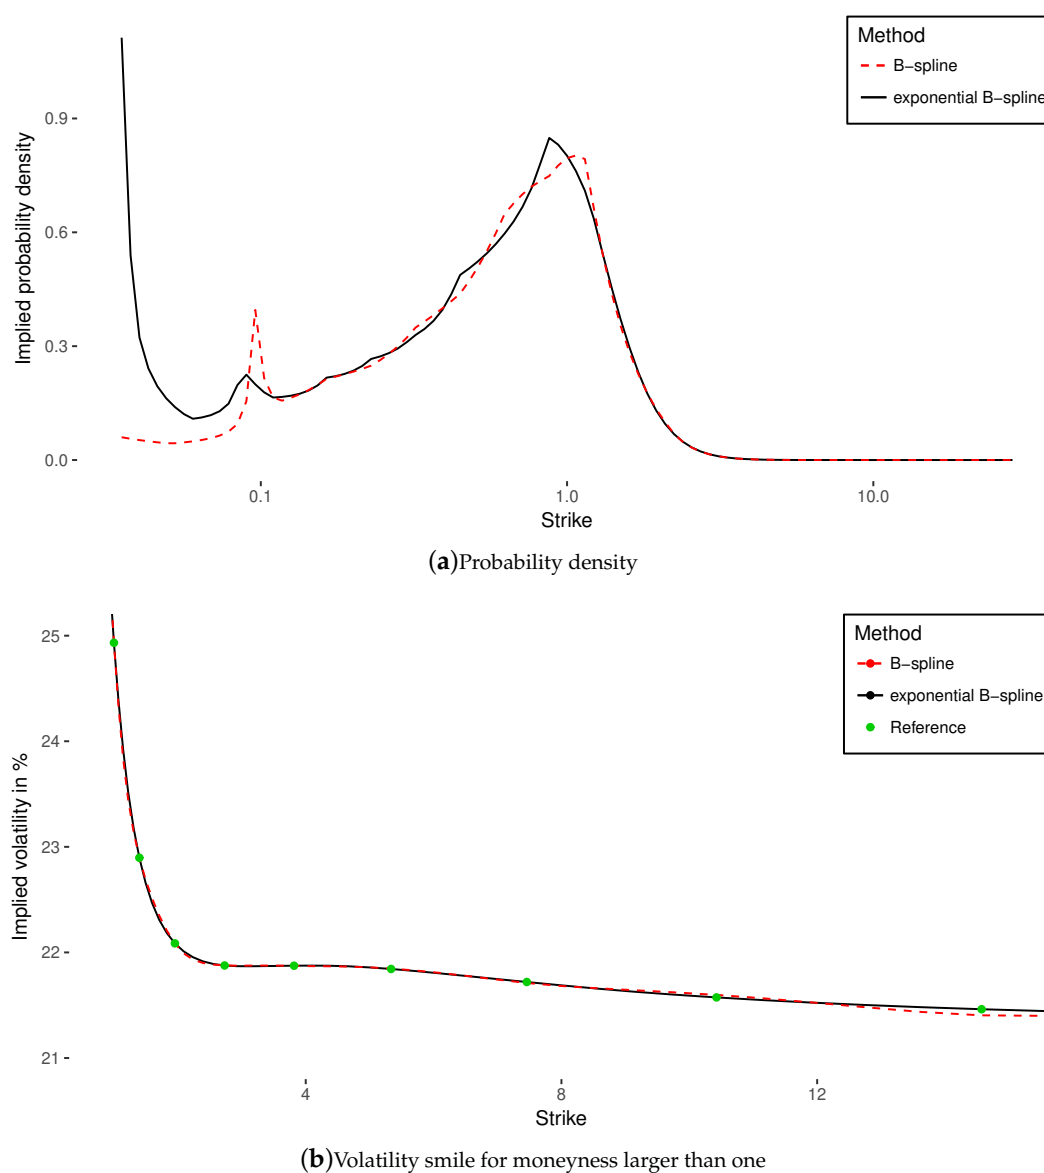 Method
B−spline
exponential B−spline
Implied probability density
0.9
0.6
0.3
0.0
0.1
1.0
10.0
Strike
(a)Probability density
Method
B−spline
exponential B−spline
Reference
Implied volatility in %
25
24
23
22
21
4
8
12
Strike
(b)Volatility smile for moneyness larger than one